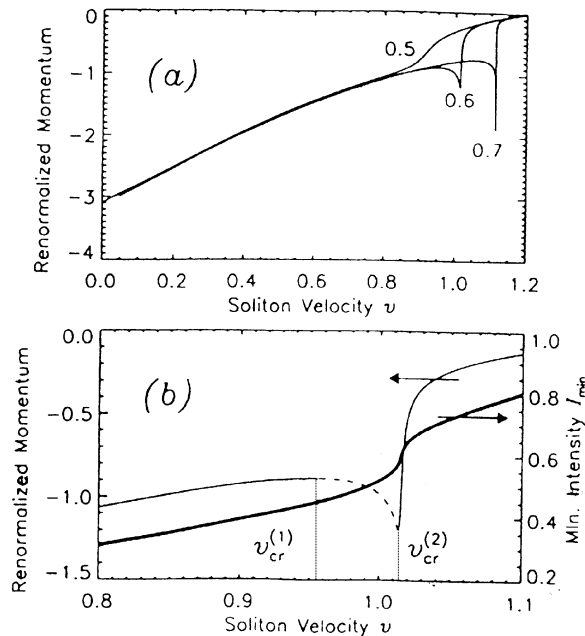 0
-1
-2
-3
-4
Renormalized Momentum
(a)
0.5
0.6
0.7
0.0 0.2 0.4 0.6 0.8 1.0 1.2
Soliton Velocity υ
-0.0
-0.5
-1.0
-1.5
Renormalized Momentum
(b)
υcr(1)
υcr(2)
1.0
0.8
0.6
0.4
0.2
Min. Intensity Imin
0.8 0.9 1.0 1.1
Soliton Velocity υ